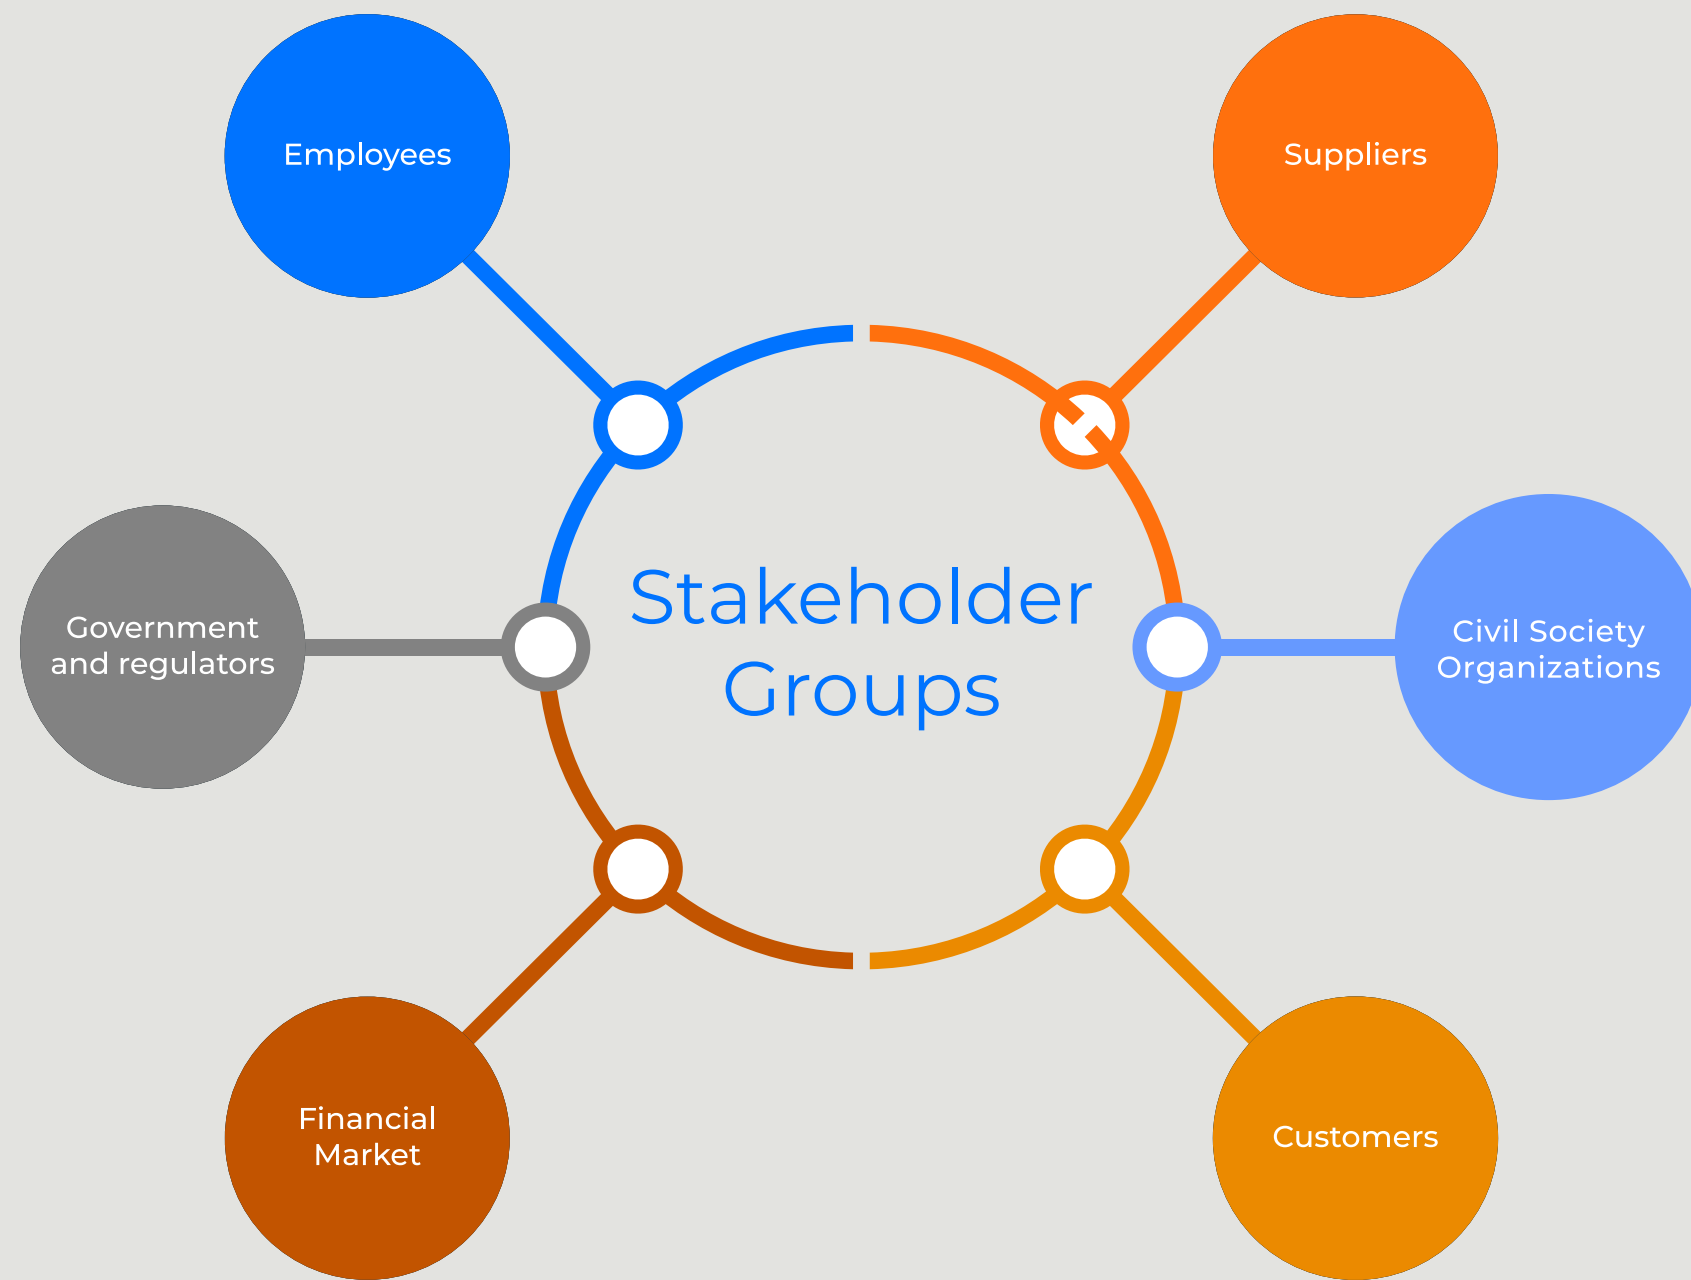 Employees
Suppliers
Stakeholder
Groups
Government
and regulators
Civil Society
Organizations
Financial
Market
Customers